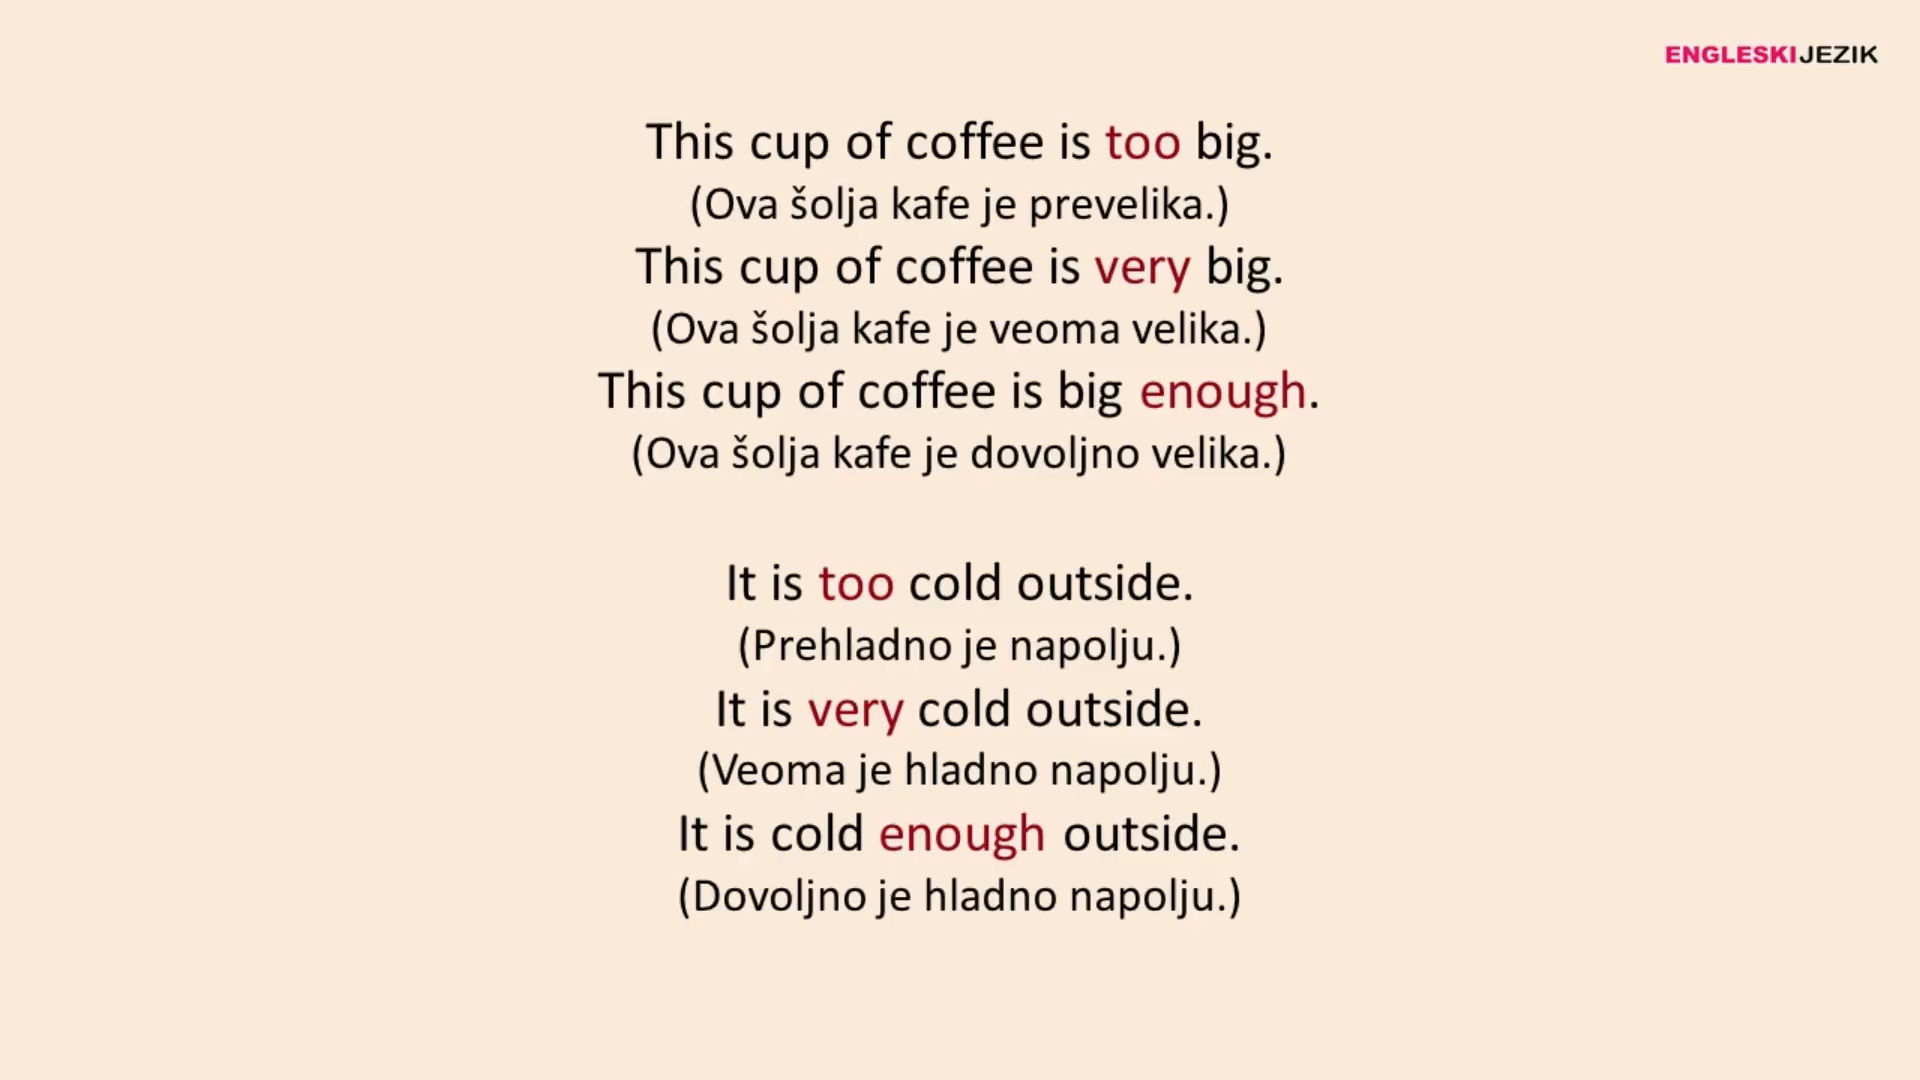 ENGLESKIJEZIK
This cup of coffee is too big.
(Ova šolja kafe je prevelika.)
This cup of coffee is very big.
(Ova šolja kafe je veoma velika.)
This cup of coffee is big enough.
(Ova šolja kafe je dovoljno velika.)
It is too cold outside.
(Prehladno je napolju.)
It is very cold outside.
(Veoma je hladno napolju.)
It is cold enough outside.
(Dovoljno je hladno napolju.)